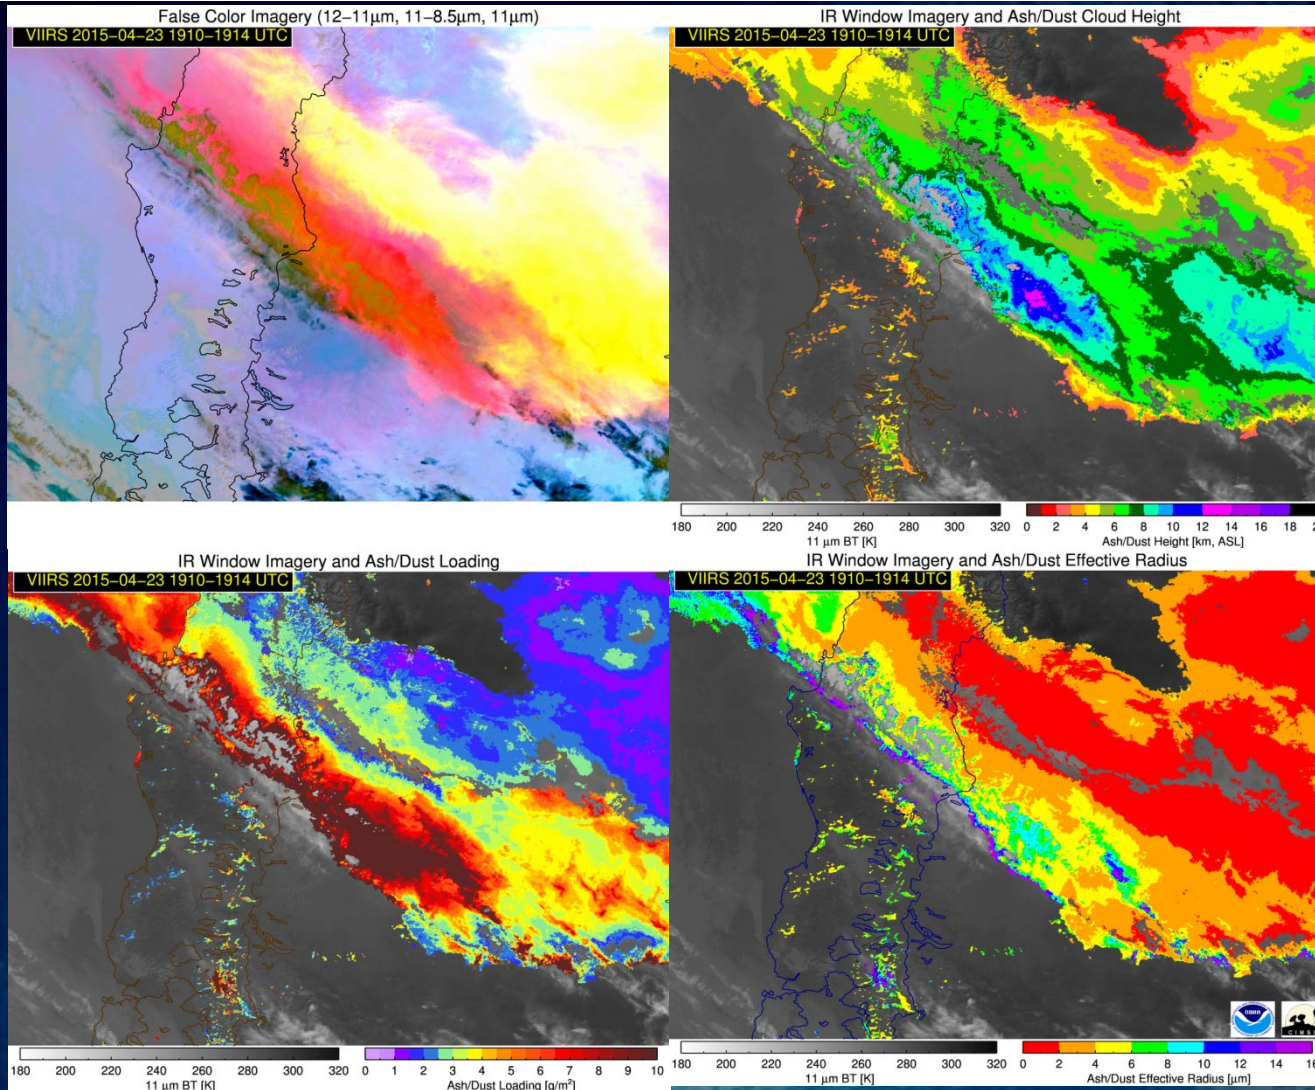 False Color Imagery (12−11μm, 11−8.5μm, 11μm)
VIIRS 2015−04−23 1910−1914 UTC
IR Window Imagery and Ash/Dust Cloud Height
VIIRS 2015−04−23 1910−1914 UTC
180 200 220 240 260 280 300 320
11 μm BT [K]
0 2 4 6 8 10 12 14 16 18
Ash/Dust Height [km, ASL]
IR Window Imagery and Ash/Dust Loading
VIIRS 2015−04−23 1910−1914 UTC
180 200 220 240 260 280 300 320
11 μm BT [K]
0 1 2 3 4 5 6 7 8 9 10
Ash/Dust Loading [g/m²]
IR Window Imagery and Ash/Dust Effective Radius
VIIRS 2015−04−23 1910−1914 UTC
180 200 220 240 260 280 300 320
11 μm BT [K]
0 2 4 6 8 10 12 14
Ash/Dust Effective Radius [μm]